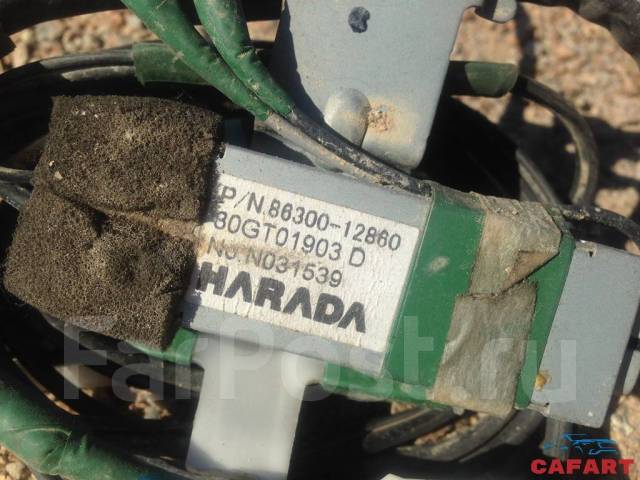 P/N.86300-12860
80GT01903 D
No.N031539
HARADA
FarPost.ru
CAFART